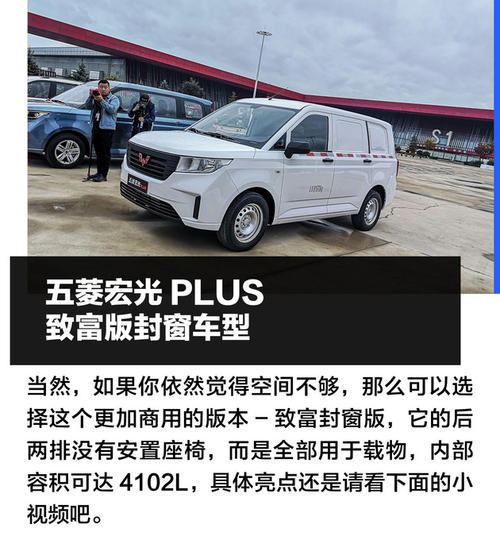 S1
五菱宏光 PLUS
致富版封窗车型
当然，如果你依然觉得空间不够，那么可以选
择这个更加商用的版本 – 致富封窗版，它的后
两排没有安置座椅，而是全部用于载物，内部
容积可达 4102L，具体亮点还是请看下面的小
视频吧。